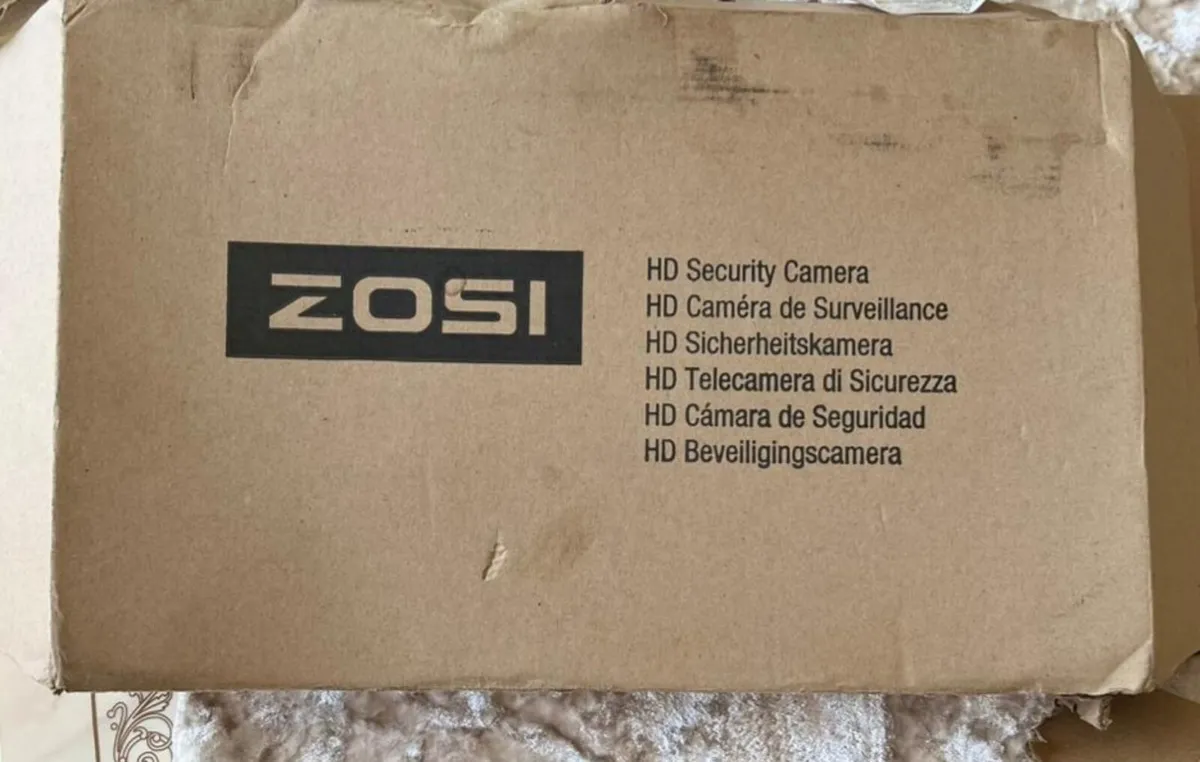 ZOSI
HD Security Camera
HD Caméra de Surveillance
HD Sicherheitskamera
HD Telecamera di Sicurezza
HD Cámara de Seguridad
HD Beveiligingscamera